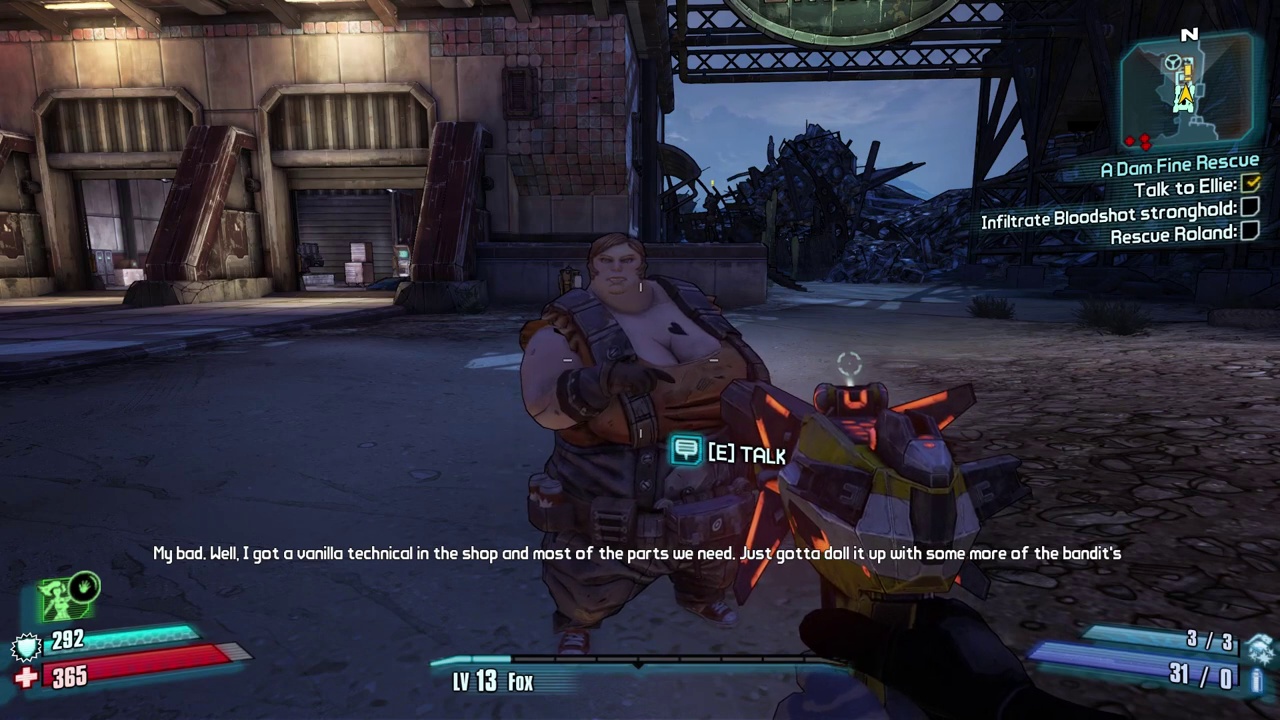 N
A Dam Fine Rescue
Talk to Ellie:
Infiltrate Bloodshot stronghold:
Rescue Roland:
[E] TALK
My bad. Well, I got a vanilla technical in the shop and most of the parts we need. Just gotta doll it up with some more of the bandit's
292
365
LV 13 Fox
3 / 3
31 / 0